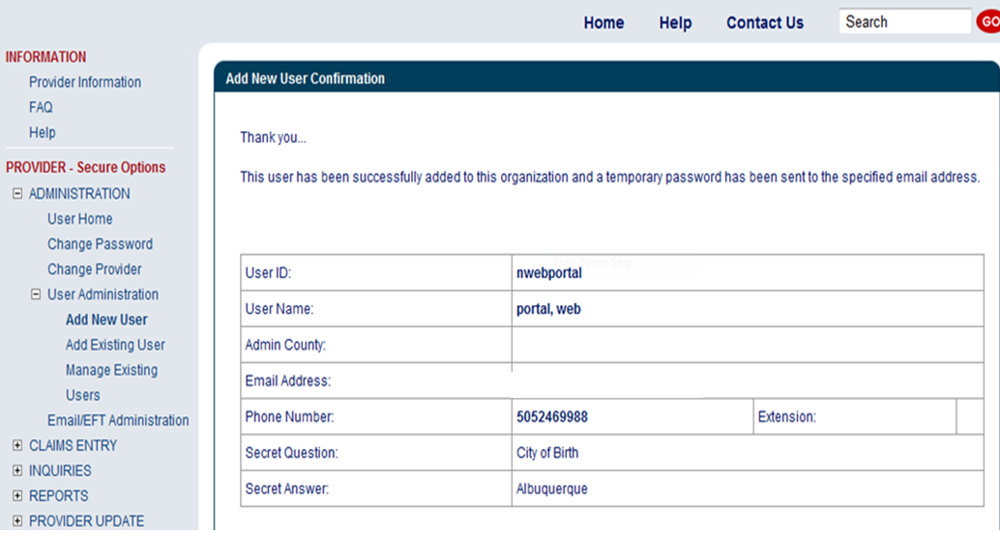 Home Help Contact Us Search GO
INFORMATION
Provider Information
FAQ
Help
PROVIDER - Secure Options
ADMINISTRATION
User Home
Change Password
Change Provider
User Administration
Add New User
Add Existing User
Manage Existing
Users
Email/EFT Administration
CLAIMS ENTRY
INQUIRIES
REPORTS
PROVIDER UPDATE
Add New User Confirmation
Thank you...
This user has been successfully added to this organization and a temporary password has been sent to the specified email address.
User ID: nwebportal
User Name: portal, web
Admin County:
Email Address:
Phone Number: 5052469988 Extension:
Secret Question: City of Birth
Secret Answer: Albuquerque